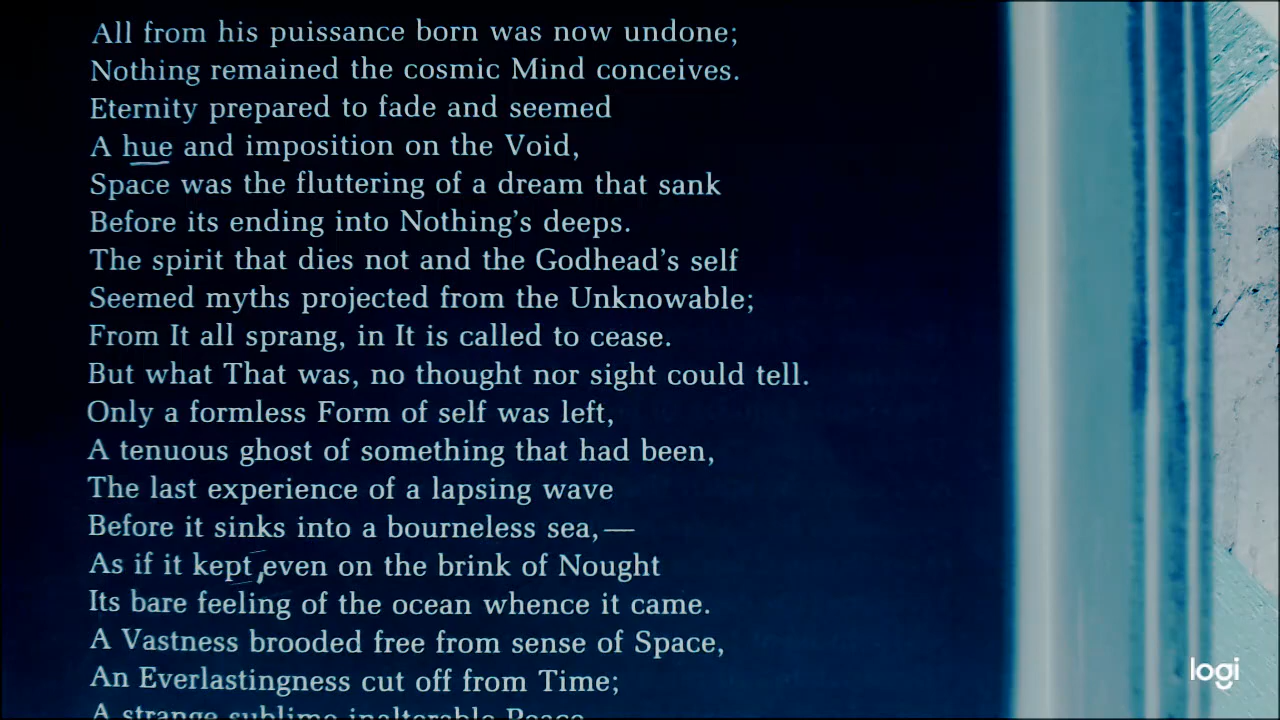 All from his puissance born was now undone;
Nothing remained the cosmic Mind conceives.
Eternity prepared to fade and seemed
A hue and imposition on the Void,
Space was the fluttering of a dream that sank
Before its ending into Nothing's deeps.
The spirit that dies not and the Godhead's self
Seemed myths projected from the Unknowable;
From It all sprang, in It is called to cease.
But what That was, no thought nor sight could tell.
Only a formless Form of self was left,
A tenuous ghost of something that had been,
The last experience of a lapsing wave
Before it sinks into a bourneless sea,—
As if it kept, even on the brink of Nought
Its bare feeling of the ocean whence it came.
A Vastness brooded free from sense of Space,
An Everlastingness cut off from Time;
A strange sublime inalterable Peace
logi